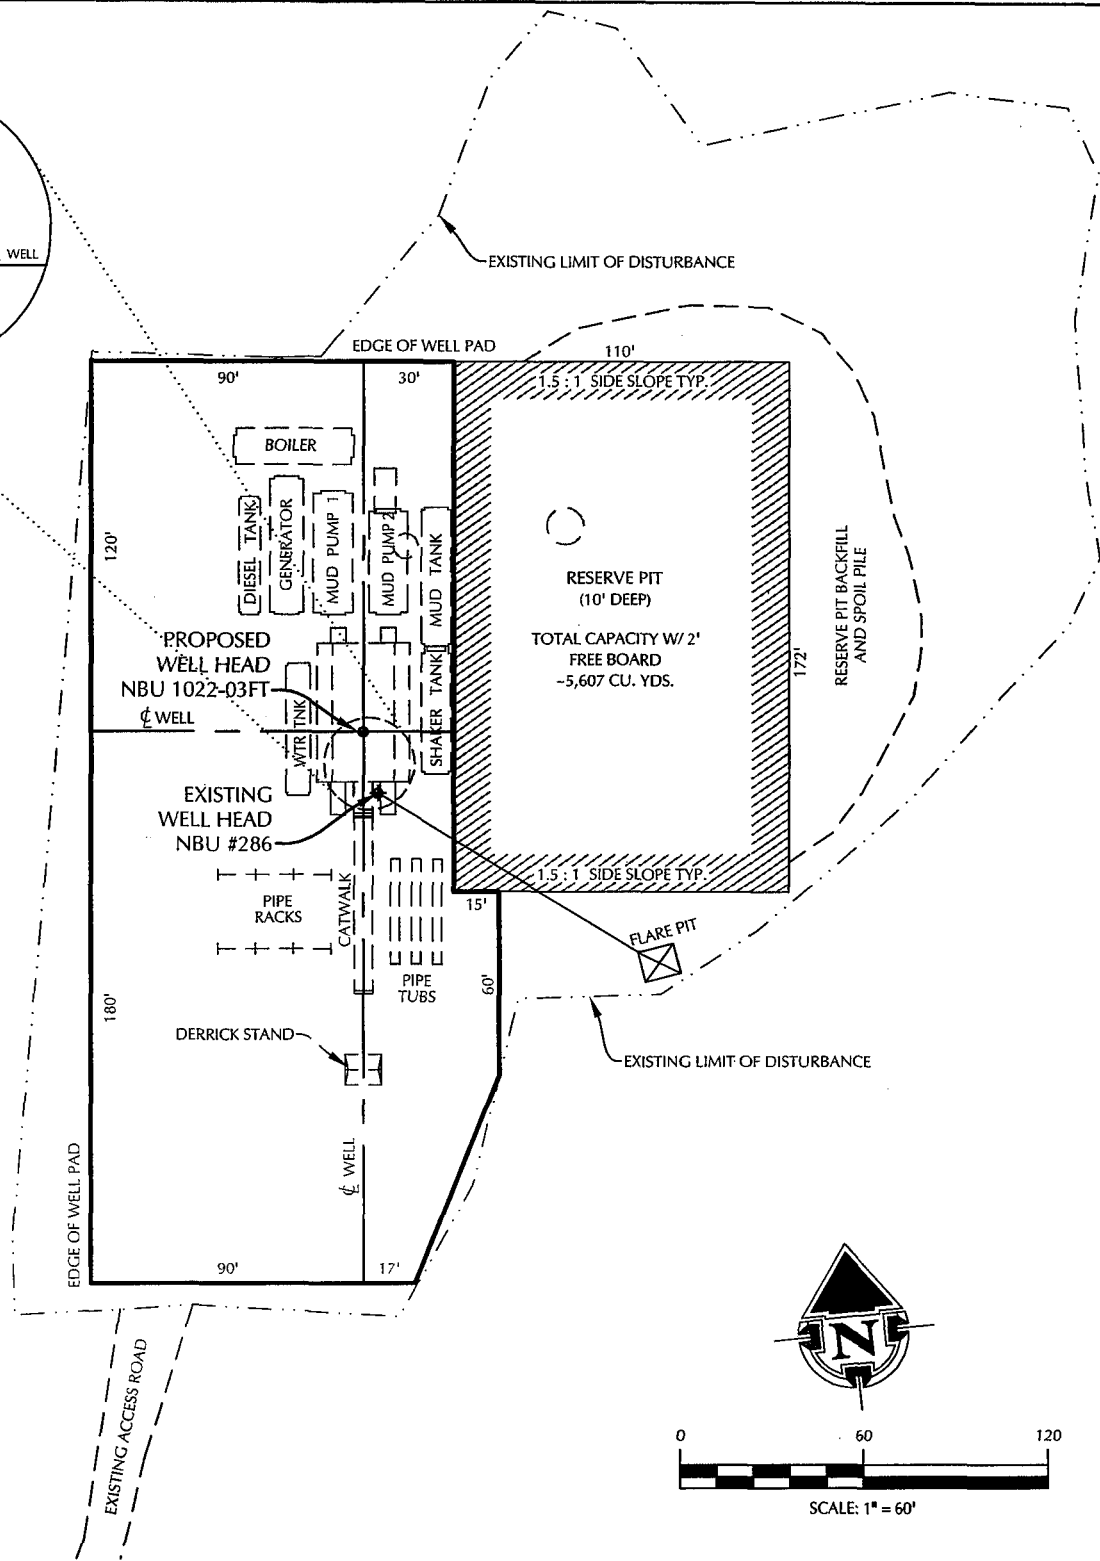 WELL
EXISTING LIMIT OF DISTURBANCE
EDGE OF WELL PAD
110'
90'
30'
1.5 : 1 SIDE SLOPE TYP.
BOILER
DIESEL TANK
GENERATOR
MUD PUMP 1
MUD PUMP 2
MUD TANK
120'
RESERVE PIT
(10' DEEP)
TOTAL CAPACITY W/ 2'
FREE BOARD
~5,607 CU. YDS.
172'
RESERVE PIT BACKFILL
AND SPOIL PILE
PROPOSED
WELL HEAD
NBU 1022-03FT
℄ WELL
WTR TNK
SHAKER TANK
EXISTING
WELL HEAD
NBU #286
1.5 : 1 SIDE SLOPE TYP.
15'
PIPE
RACKS
CATWALK
FLARE PIT
PIPE
TUBS
60'
180'
DERRICK STAND
EXISTING LIMIT OF DISTURBANCE
℄ WELL
EDGE OF WELL PAD
90'
17'
EXISTING ACCESS ROAD
N
0 60 120
SCALE: 1" = 60'